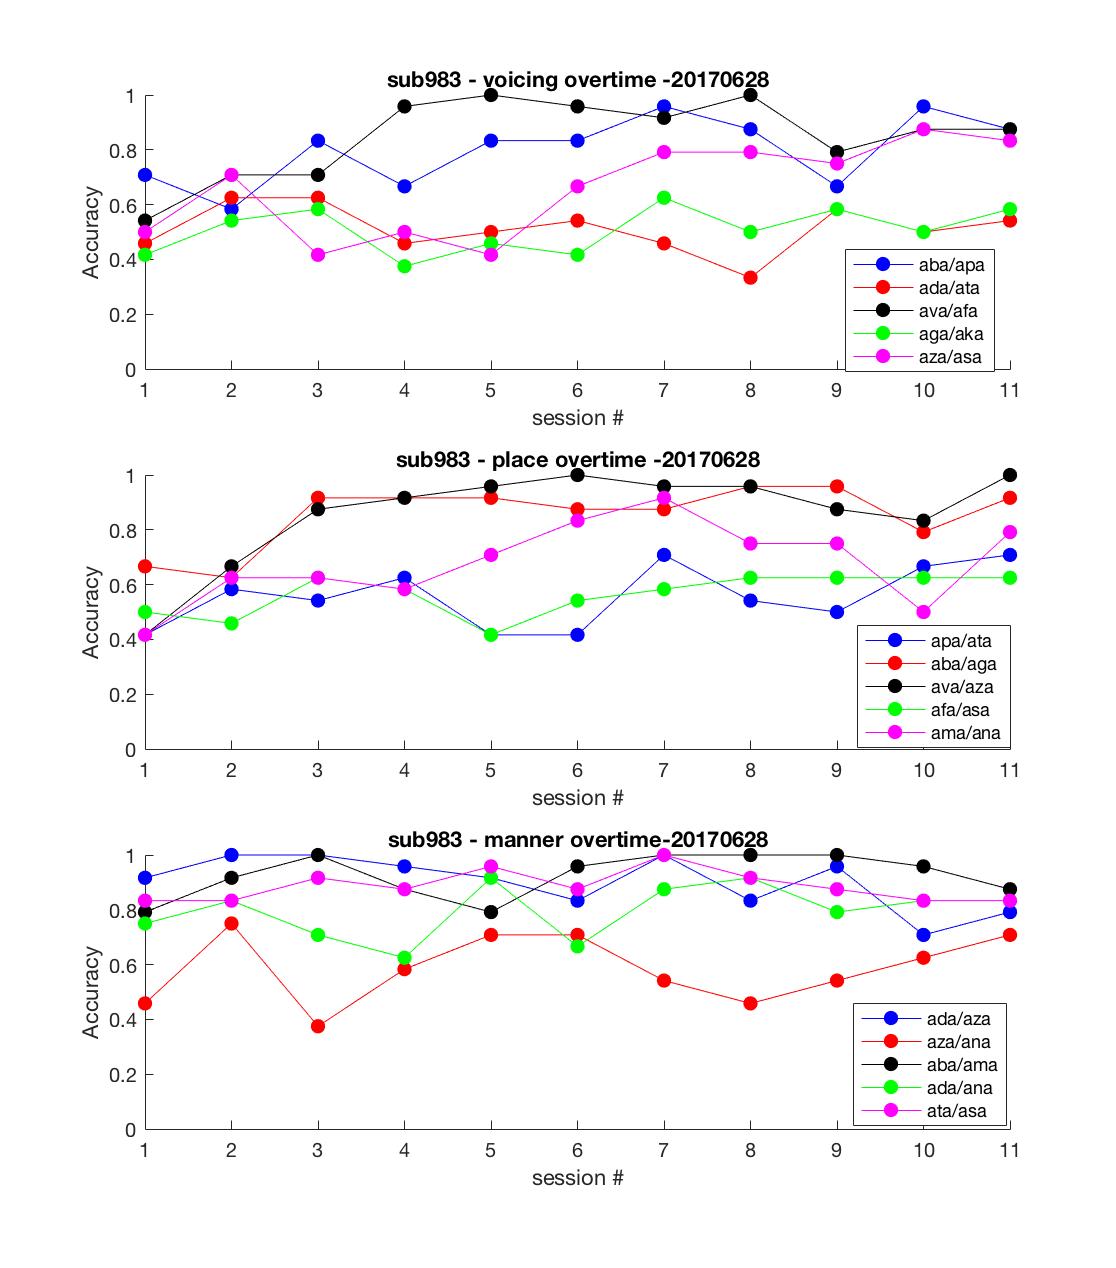 sub983 - voicing overtime -20170628
1
0.8
0.6
0.4
0.2
0
Accuracy
aba/apa
ada/ata
ava/afa
aga/aka
aza/asa
1 2 3 4 5 6 7 8 9 10 11
session #
sub983 - place overtime -20170628
1
0.8
0.6
0.4
0.2
0
Accuracy
apa/ata
aba/aga
ava/aza
afa/asa
ama/ana
1 2 3 4 5 6 7 8 9 10 11
session #
sub983 - manner overtime-20170628
1
0.8
0.6
0.4
0.2
0
Accuracy
ada/aza
aza/ana
aba/ama
ada/ana
ata/asa
1 2 3 4 5 6 7 8 9 10 11
session #